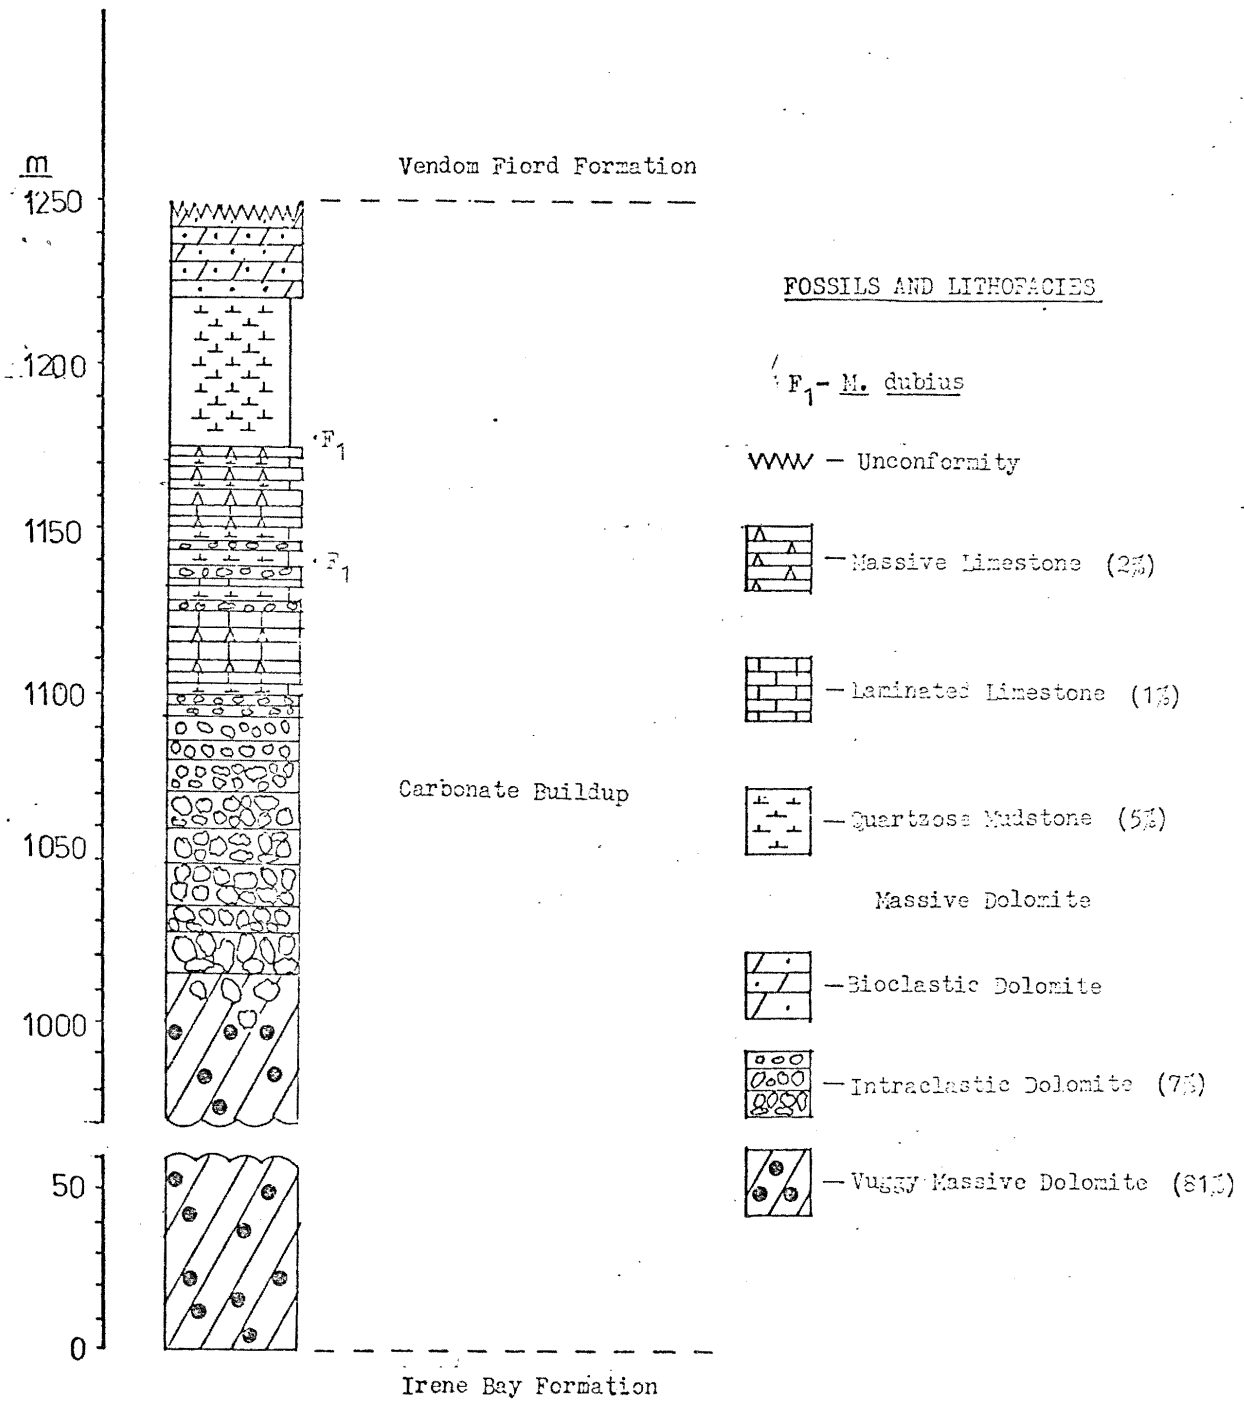 m
Vendom Fiord Formation
1250
FOSSILS AND LITHOFACIES
1200
F1 - M. dubius
F1
Unconformity
1150
F1
Massive Limestone (2%)
1100
Laminated Limestone (1%)
Carbonate Buildup
Quartzose Mudstone (5%)
1050
Massive Dolomite
Bioclastic Dolomite
1000
Intraclastic Dolomite (7%)
50
Vuggy Massive Dolomite (81%)
0
Irene Bay Formation